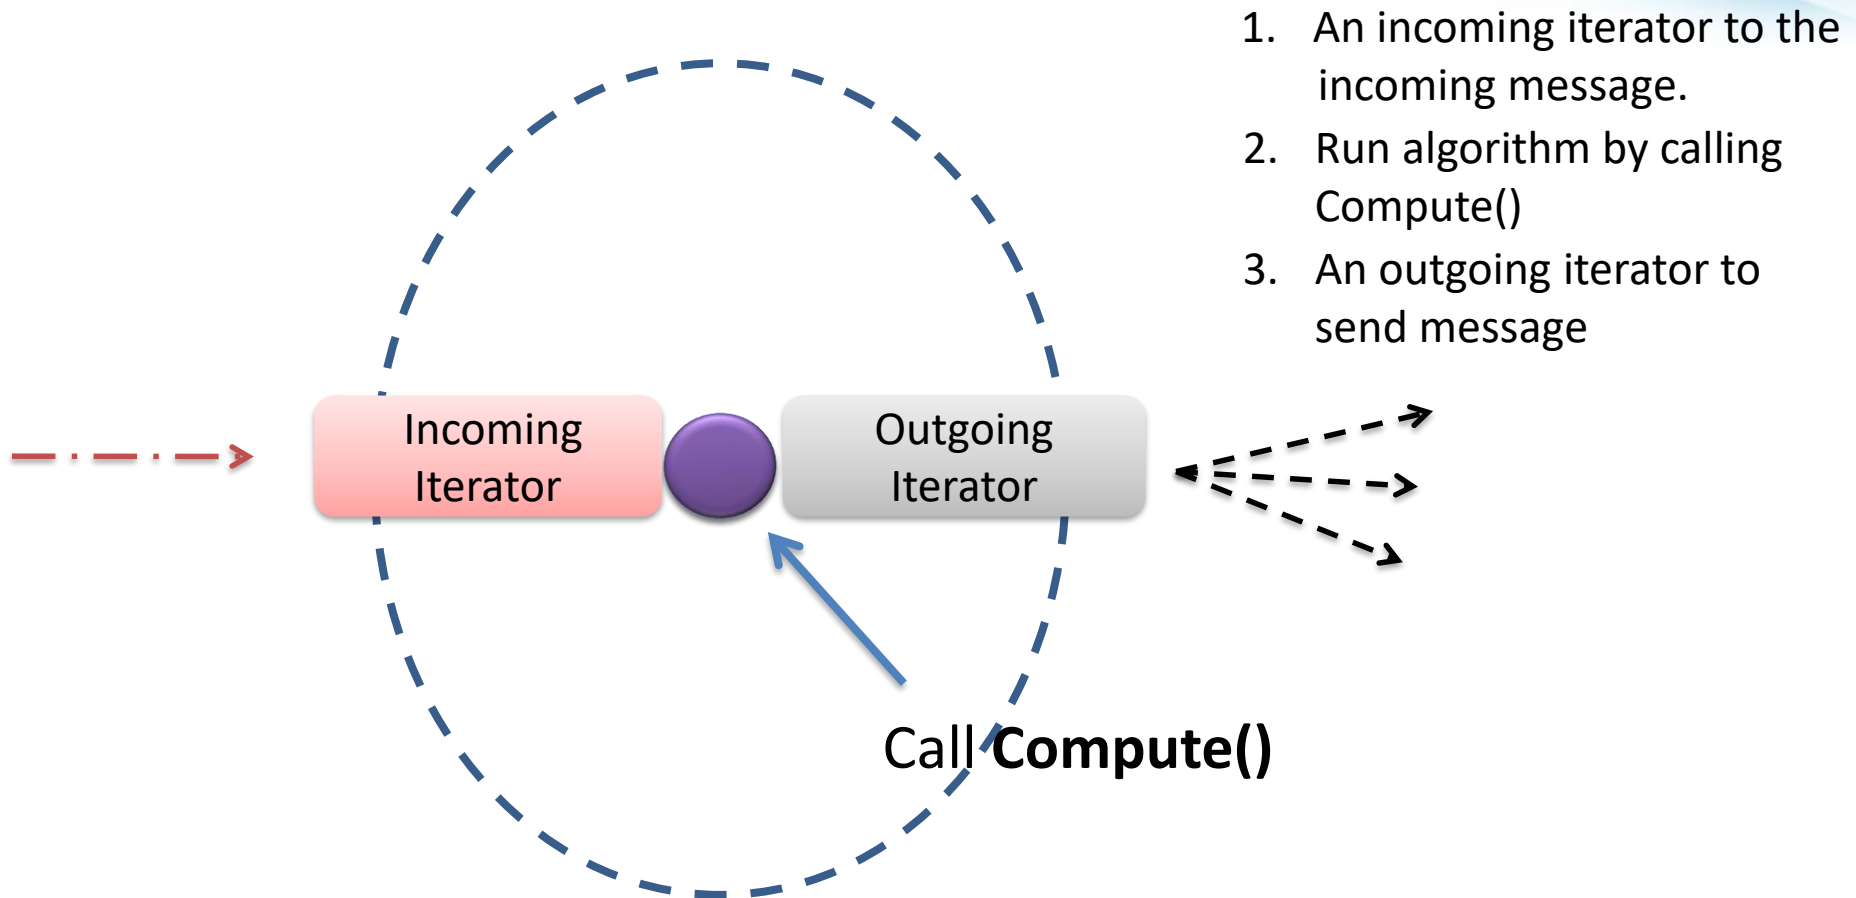 1. An incoming iterator to the
incoming message.
2. Run algorithm by calling
Compute()
3. An outgoing iterator to
send message
Incoming
Iterator
Outgoing
Iterator
Call Compute()